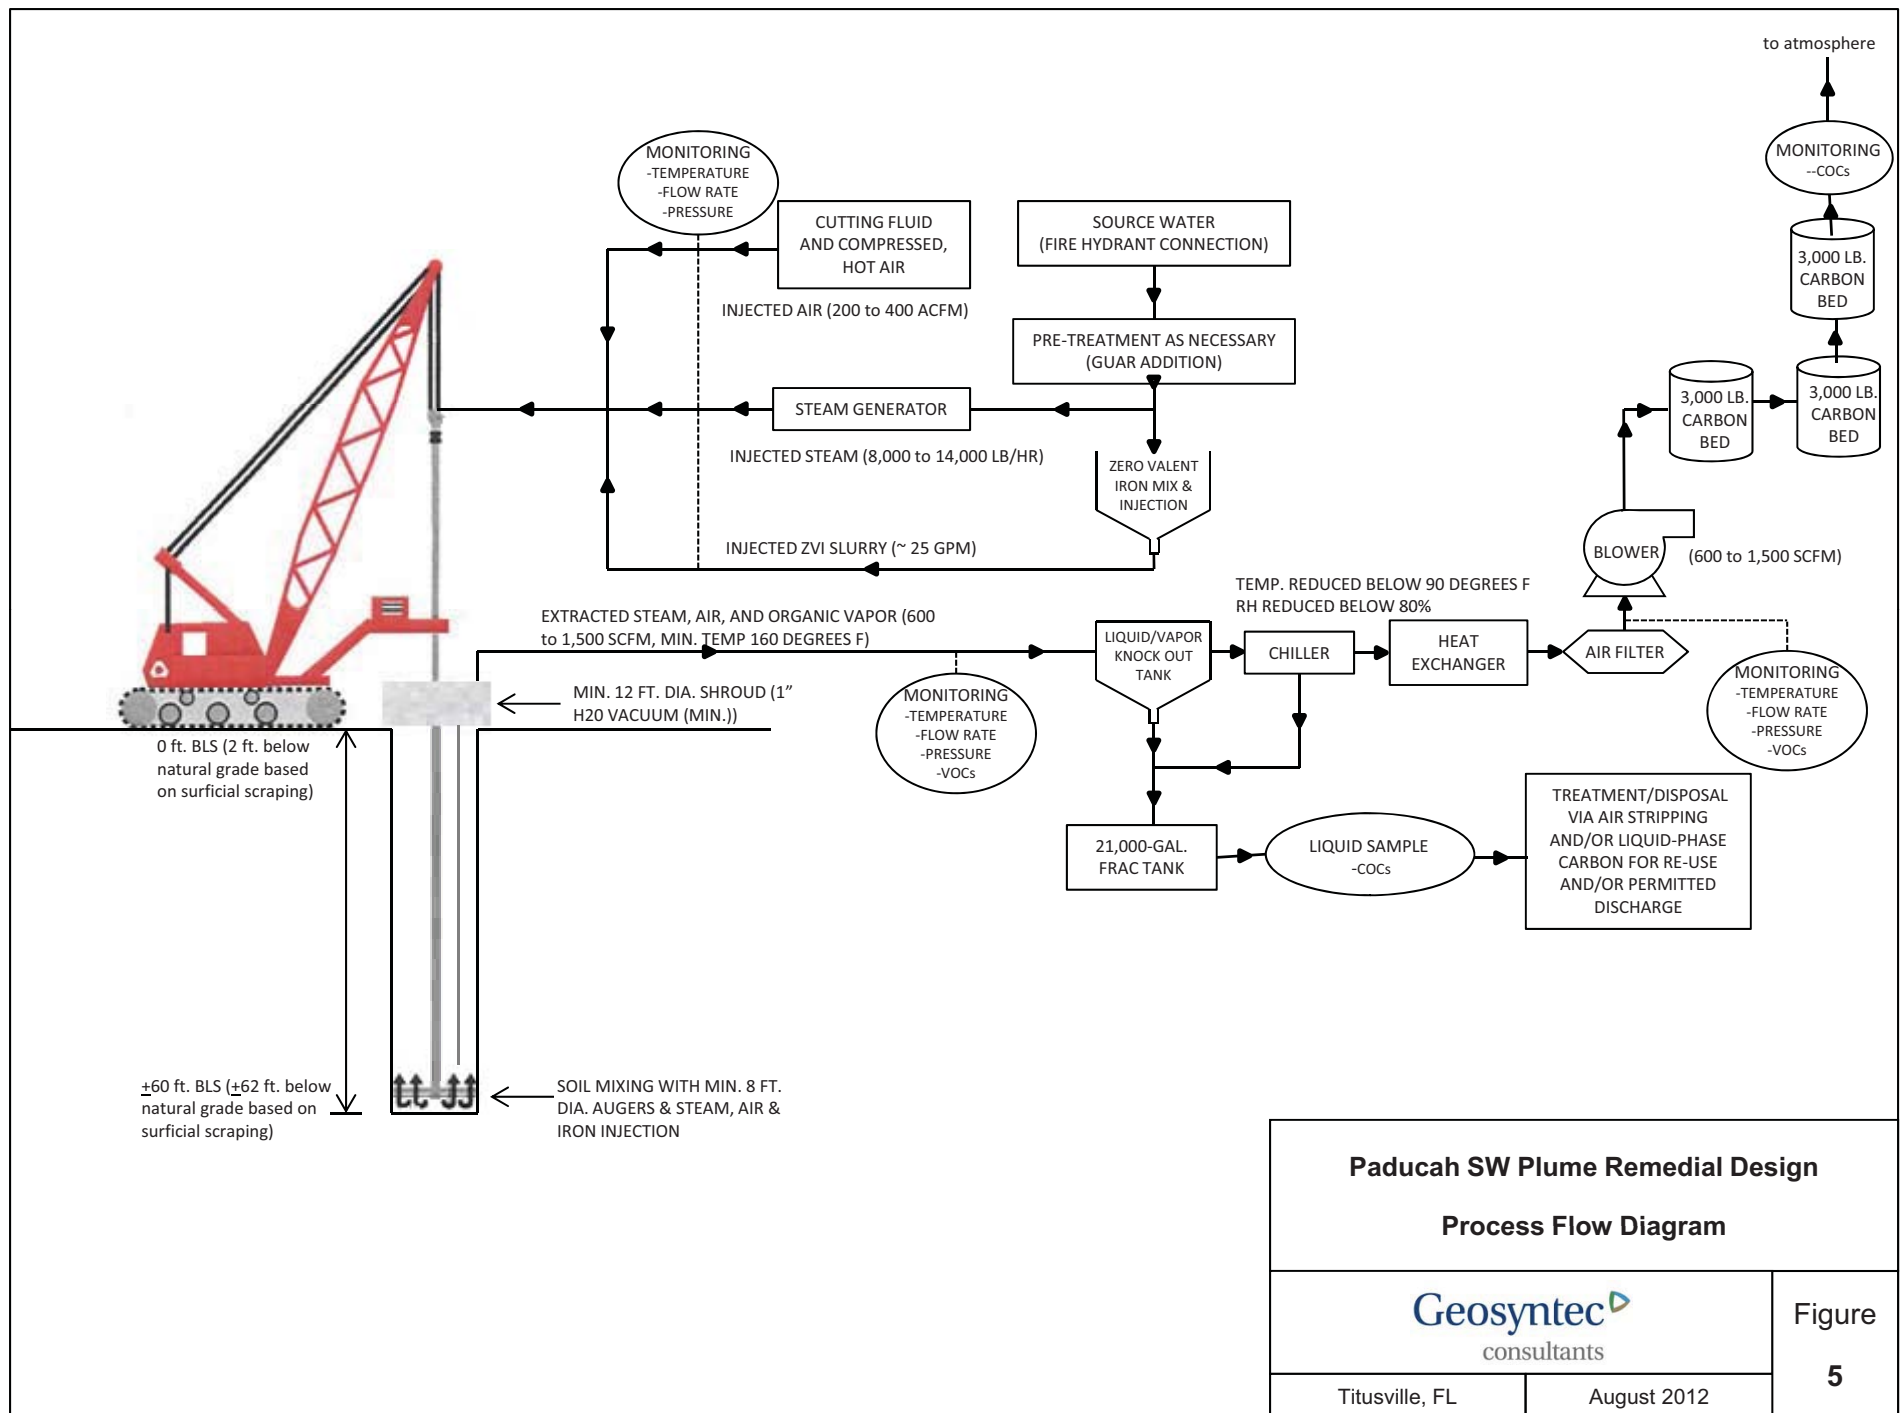 to atmosphere
MONITORING
--COCs
3,000 LB.
CARBON
BED
3,000 LB.
CARBON
BED
3,000 LB.
CARBON
BED
MONITORING
-TEMPERATURE
-FLOW RATE
-PRESSURE
CUTTING FLUID
AND COMPRESSED,
HOT AIR
INJECTED AIR (200 to 400 ACFM)
SOURCE WATER
(FIRE HYDRANT CONNECTION)
PRE-TREATMENT AS NECESSARY
(GUAR ADDITION)
STEAM GENERATOR
INJECTED STEAM (8,000 to 14,000 LB/HR)
ZERO VALENT
IRON MIX &
INJECTION
INJECTED ZVI SLURRY (~ 25 GPM)
BLOWER
(600 to 1,500 SCFM)
TEMP. REDUCED BELOW 90 DEGREES F
RH REDUCED BELOW 80%
EXTRACTED STEAM, AIR, AND ORGANIC VAPOR (600
to 1,500 SCFM, MIN. TEMP 160 DEGREES F)
LIQUID/VAPOR
KNOCK OUT
TANK
CHILLER
HEAT
EXCHANGER
AIR FILTER
MONITORING
-TEMPERATURE
-FLOW RATE
-PRESSURE
-VOCs
MONITORING
-TEMPERATURE
-FLOW RATE
-PRESSURE
-VOCs
MIN. 12 FT. DIA. SHROUD (1”
H20 VACUUM (MIN.))
0 ft. BLS (2 ft. below
natural grade based
on surficial scraping)
21,000-GAL.
FRAC TANK
LIQUID SAMPLE
-COCs
TREATMENT/DISPOSAL
VIA AIR STRIPPING
AND/OR LIQUID-PHASE
CARBON FOR RE-USE
AND/OR PERMITTED
DISCHARGE
±60 ft. BLS (±62 ft. below
natural grade based on
surficial scraping)
SOIL MIXING WITH MIN. 8 FT.
DIA. AUGERS & STEAM, AIR &
IRON INJECTION
Paducah SW Plume Remedial Design
Process Flow Diagram
Geosyntec
consultants
Figure
5
Titusville, FL
August 2012